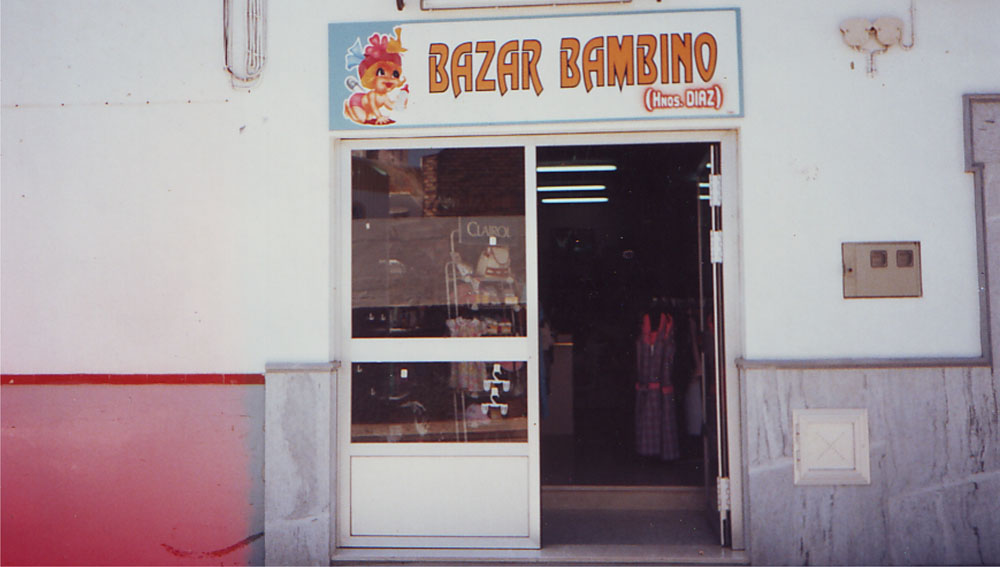 BAZAR BAMBINO
(HNOS. DIAZ)
CLAIROL